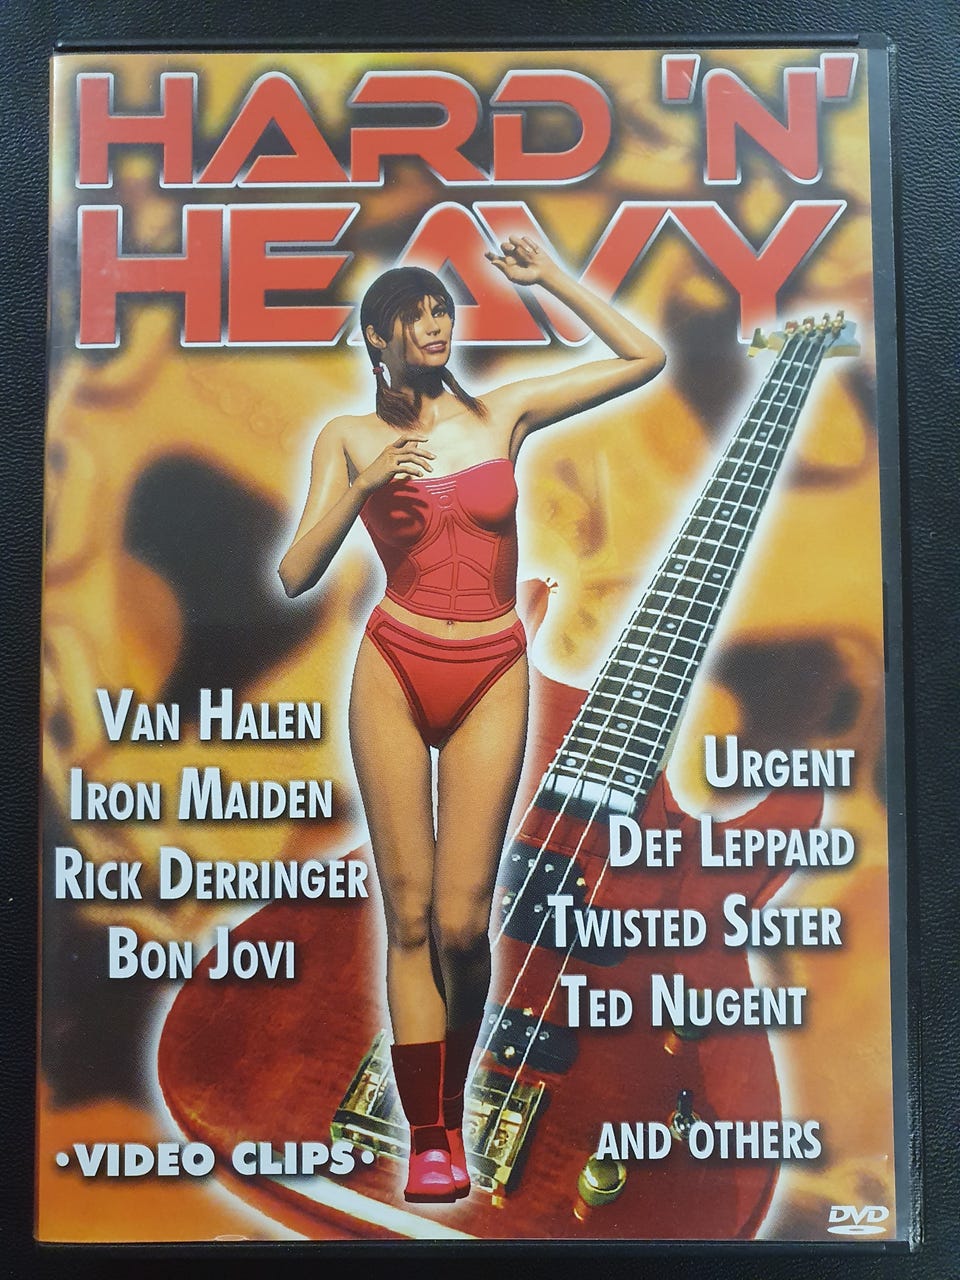 HARD 'N'
HEAVY
VAN HALEN
IRON MAIDEN
RICK DERRINGER
BON JOVI
URGENT
DEF LEPPARD
TWISTED SISTER
TED NUGENT
AND OTHERS
•VIDEO CLIPS•
DVD